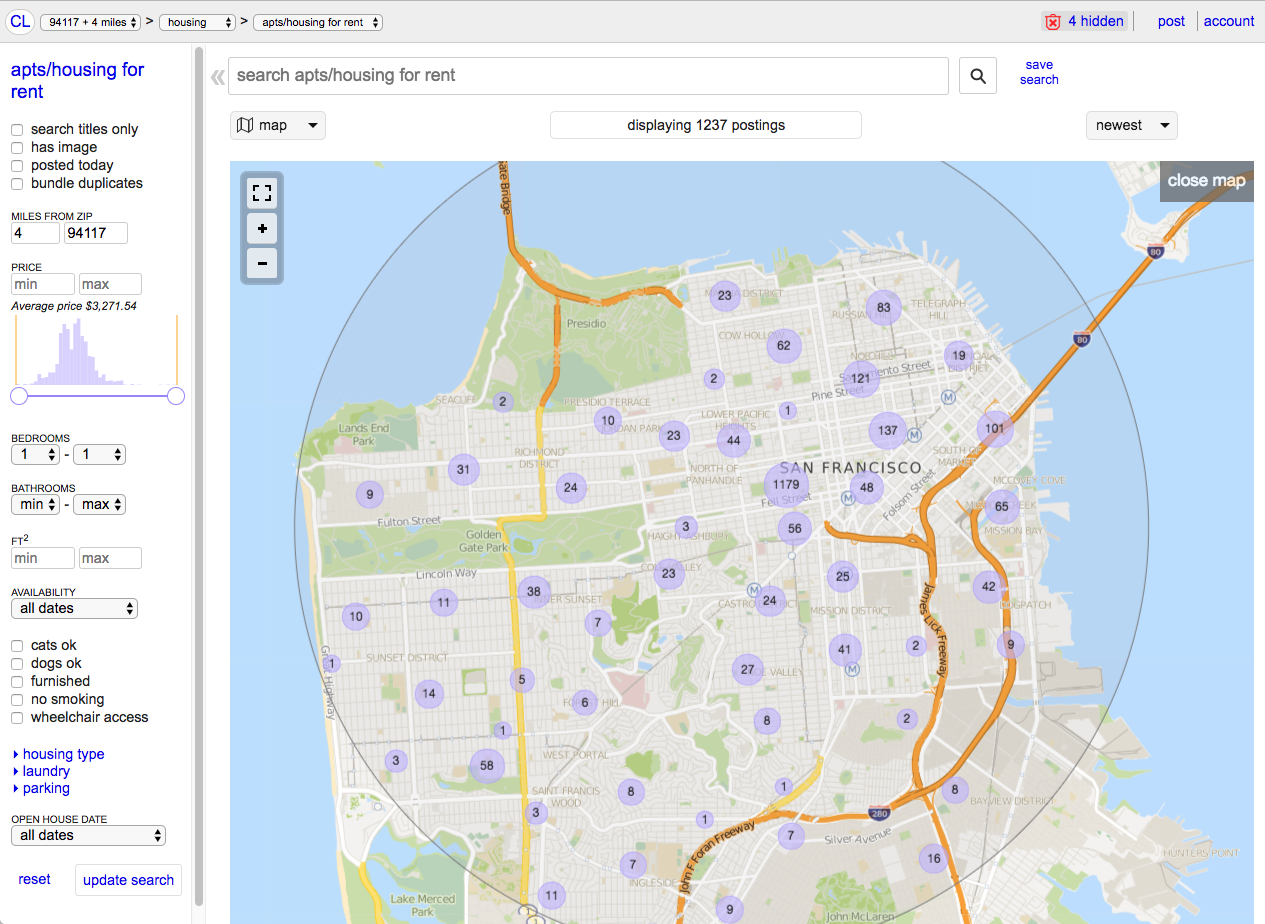 CL
94117 + 4 miles
>
housing
>
apts/housing for rent
4 hidden
post
account
apts/housing for
rent
search titles only
has image
posted today
bundle duplicates
MILES FROM ZIP
4 94117
PRICE
min max
Average price $3,271.54
BEDROOMS
1 - 1
BATHROOMS
min - max
FT2
min max
AVAILABILITY
all dates
cats ok
dogs ok
furnished
no smoking
wheelchair access
housing type
laundry
parking
OPEN HOUSE DATE
all dates
reset update search
«
search apts/housing for rent
save
search
map
displaying 1237 postings
newest
close map
+
-
ate Bridge
80
23
DISTRICT
83
TELEGRAPH
HILL
RUSSIAN
Presidio
COW HOLLOW
62
80
19
NOB HILL
DISTRICT
2
121
Sacramento Street
Pine Street
M
SEACLIFF
2
PRESIDIO TERRACE
1
LOWER PACIFIC
HEIGHTS
10
JORDAN PARK
Lands End
Park
23
44
137
M
101
RICHMOND
DISTRICT
SOUTH OF
MARKET
31
NORTH OF
PANHANDLE
SAN FRANCISCO
MCCOVEY COVE
9
24
1179
48
Fell Street
M
Folsom Street
65
CREEK
Fulton Street
3
56
MISSION BAY
Golden
Gate Park
HAIGHT ASHBURY
Lincoln Way
COLE VALLEY
23
25
38
INNER SUNSET
M
42
11
24
CASTRO DISTRICT
MISSION DISTRICT
DOGPATCH
10
7
James Lick Freeway
2
9
41
1
SUNSET DISTRICT
M
Great Highway
27
NOE VALLEY
5
14
6
FOREST HILL
8
2
1
WEST PORTAL
3
58
1
8
SAINT FRANCIS
WOOD
8
BAYVIEW DISTRICT
3
1
280
7
Silver Avenue
John F Foran Freeway
16
HUNTERS POINT
7
INGLESIDE
11
Lake Merced
Park
9
John McLaren